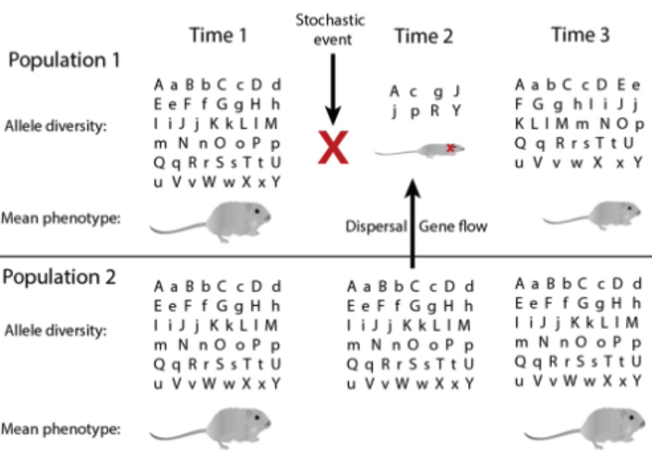 Time 1
Stochastic
event
Time 2
Time 3
Population 1
Allele diversity:
A a B b C c D d
E e F f G g H h
I i J j K k L l M
m N n O o P p
Q q R r S s T t U
u V v W w X x Y
X
A c g J
j p R Y
A a b C c D E e
F G g h I i J j
K L l M m N O p
Q q R r s T t U
u V v w X x Y
Mean phenotype:
Dispersal Gene flow
Population 2
Allele diversity:
A a B b C c D d
E e F f G g H h
I i J j K k L l M
m N n O o P p
Q q R r S s T t U
u V v W w X x Y
A a B b C c D d
E e F f G g H h
I i J j K k L l M
m N n O o P p
Q q R r S s T t U
u V v W w X x Y
A a B b C c D d
E e F f G g H h
I i J j K k L l M
m N n O o P p
Q q R r S s T t U
u V v W w X x Y
Mean phenotype: